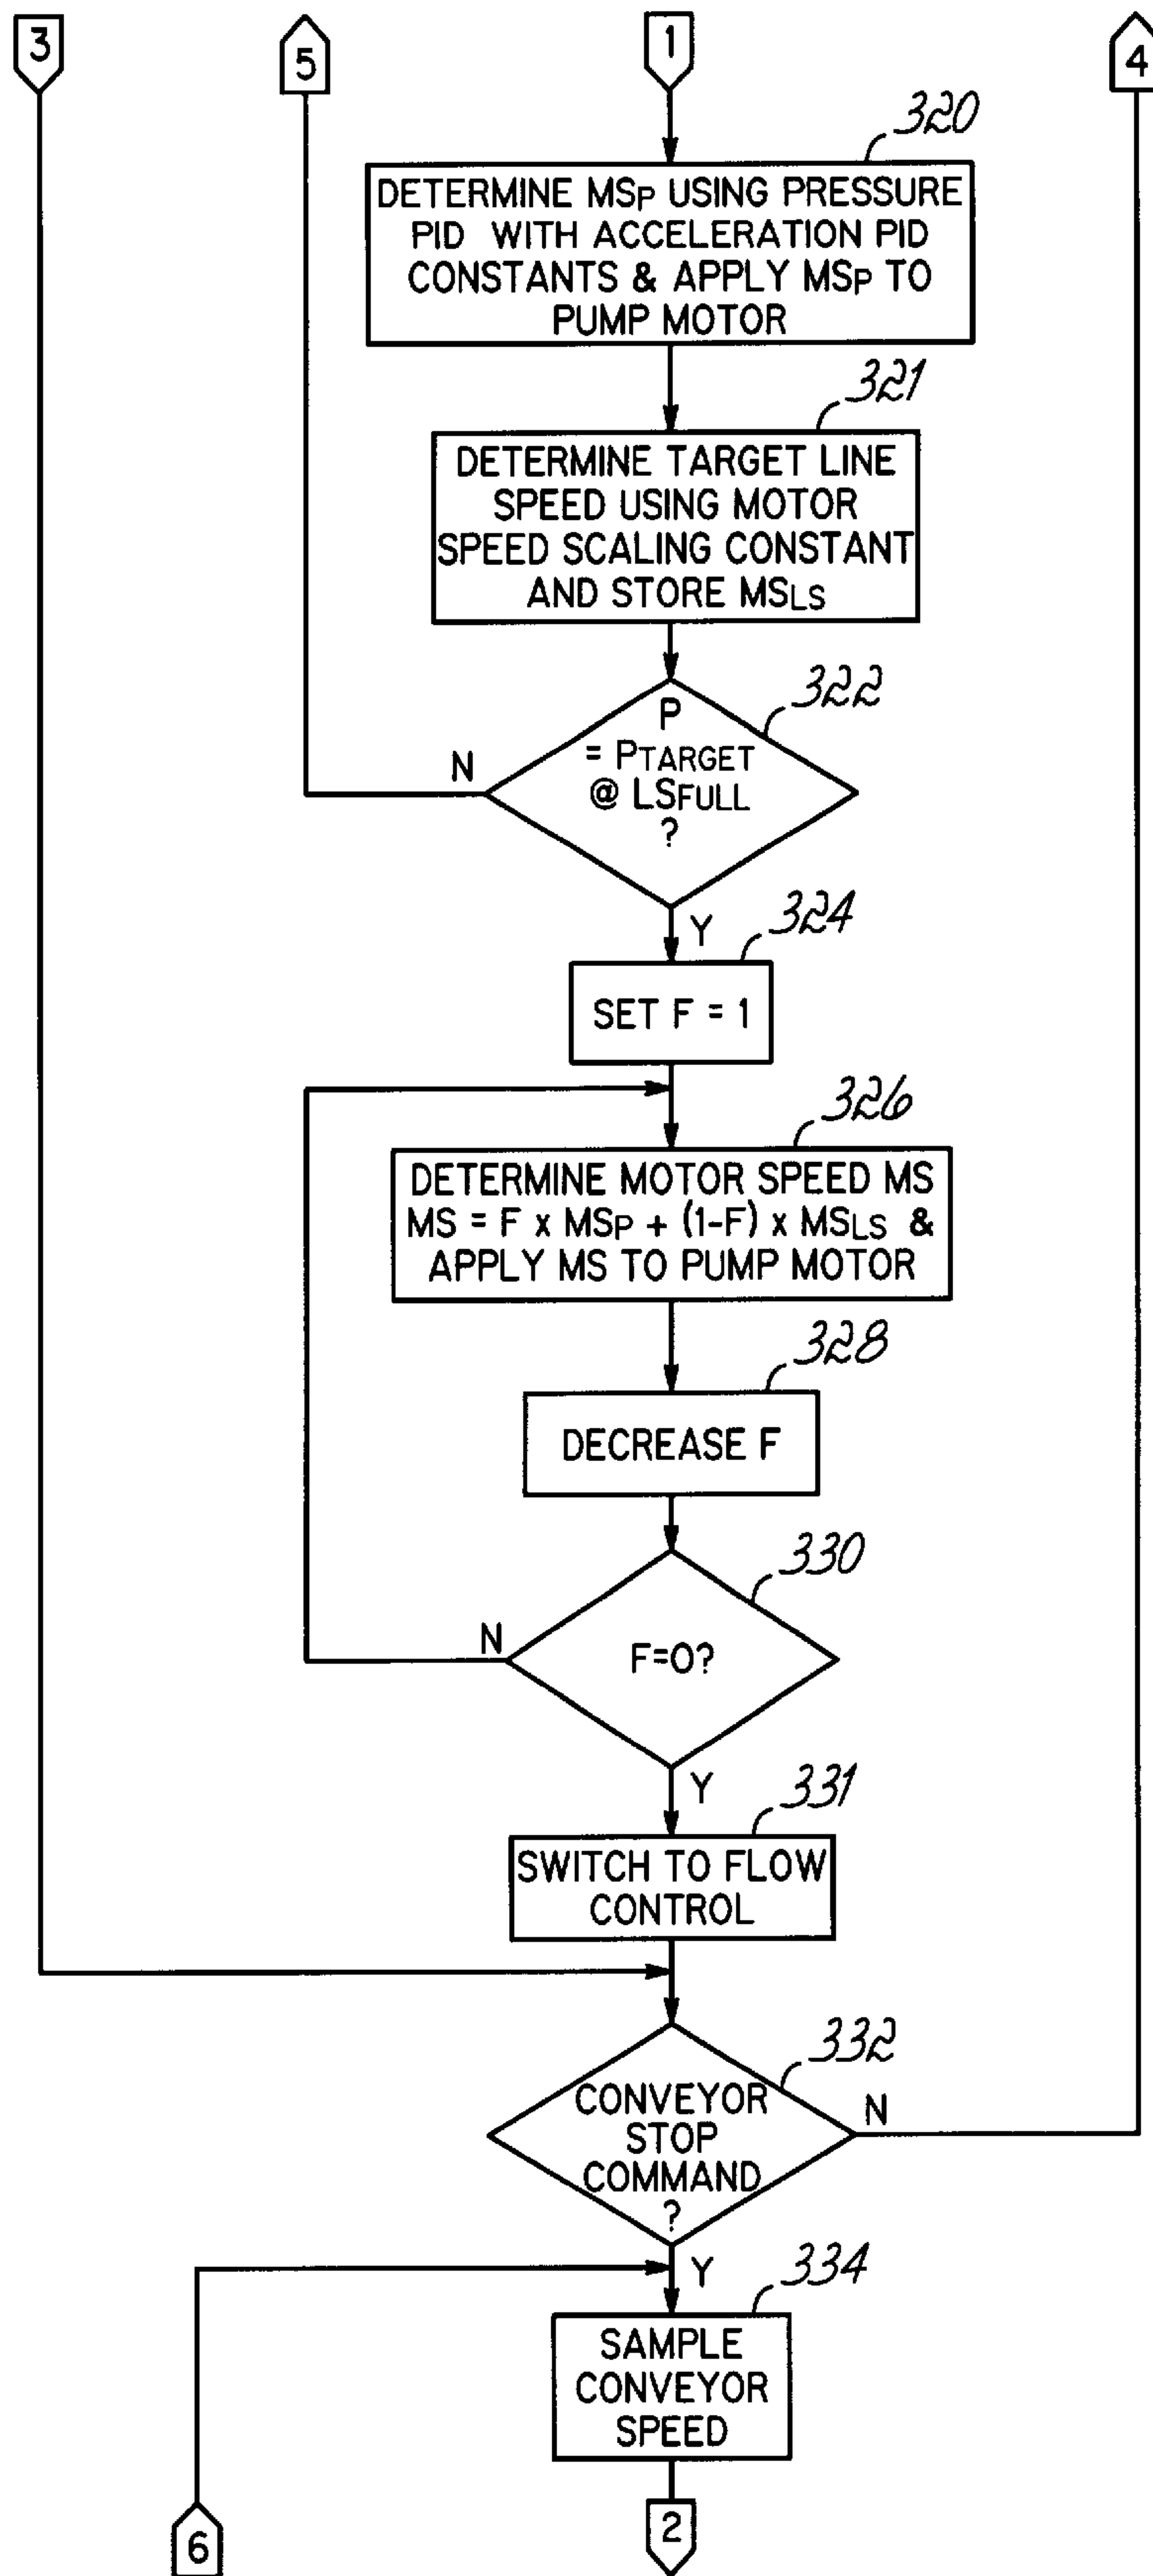 3
5
1
4
320
DETERMINE MSP USING PRESSURE
PID WITH ACCELERATION PID
CONSTANTS & APPLY MSP TO
PUMP MOTOR
321
DETERMINE TARGET LINE
SPEED USING MOTOR
SPEED SCALING CONSTANT
AND STORE MSLS
322
P
= PTARGET
@ LSFULL
?
N
Y
324
SET F = 1
326
DETERMINE MOTOR SPEED MS
MS = F x MSP + (1-F) x MSLS &
APPLY MS TO PUMP MOTOR
328
DECREASE F
330
F=0?
N
Y
331
SWITCH TO FLOW
CONTROL
332
CONVEYOR
STOP
COMMAND
?
N
Y
334
SAMPLE
CONVEYOR
SPEED
6
2